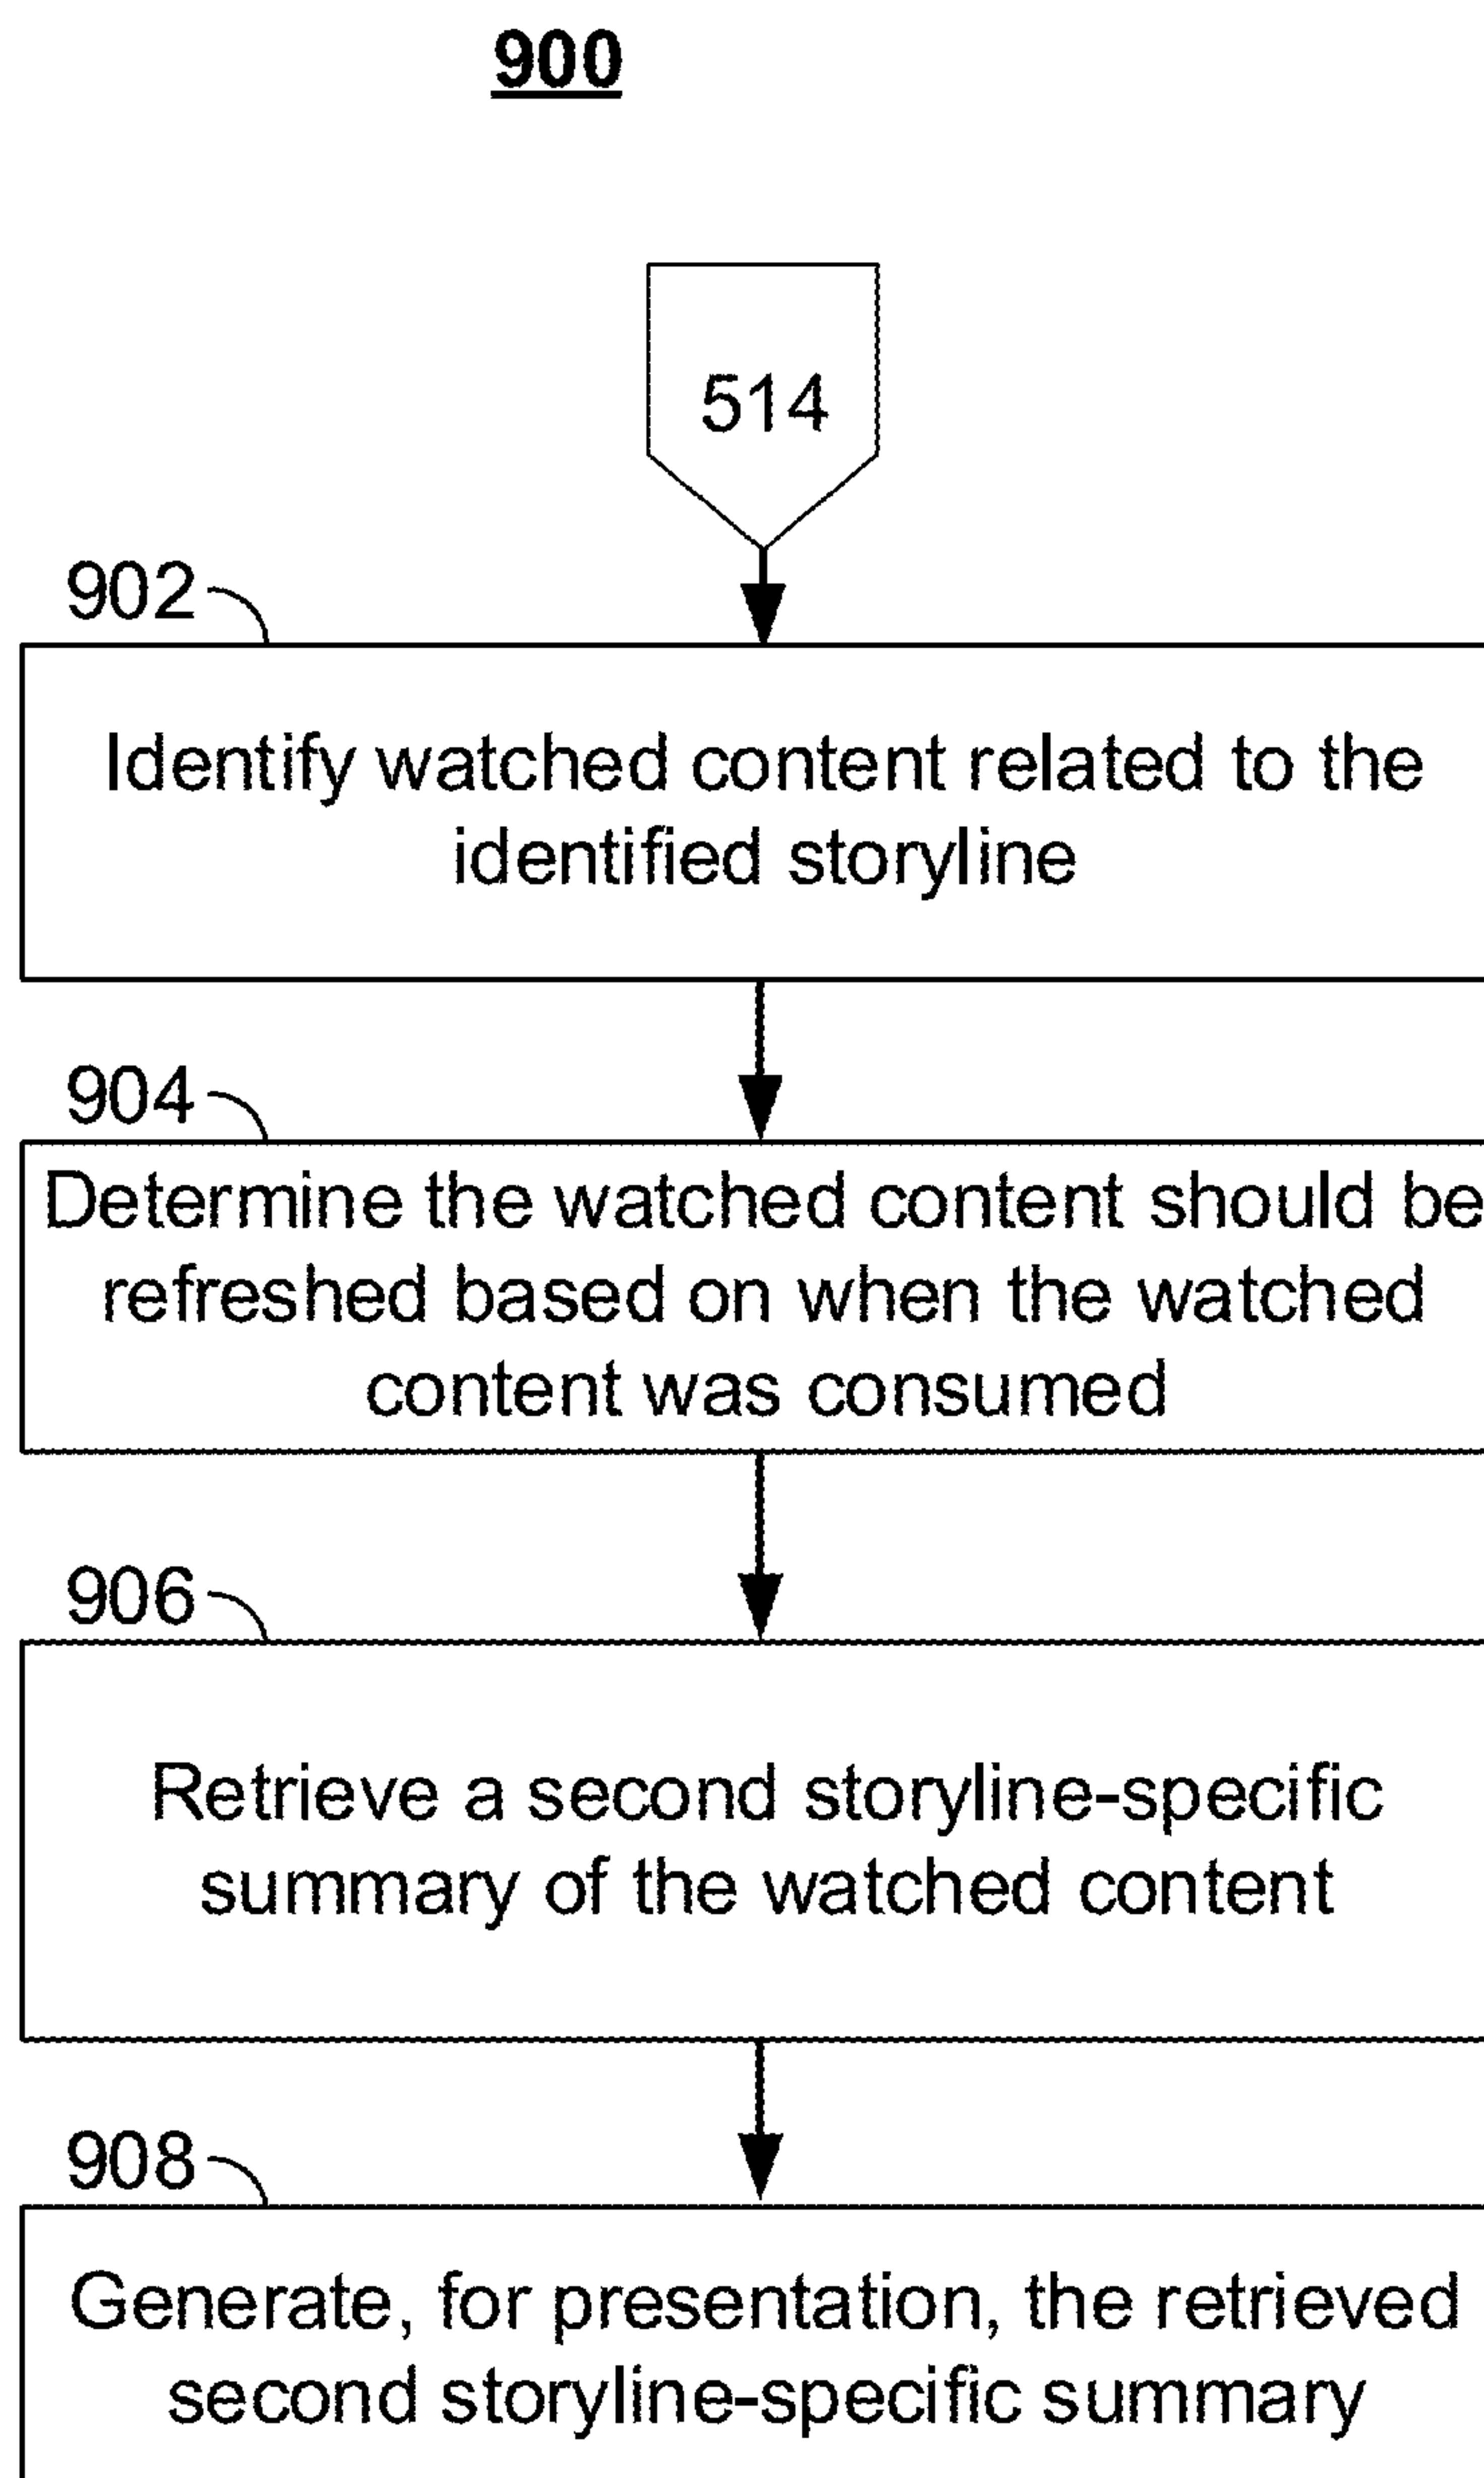 900
514
902
Identify watched content related to the
identified storyline
904
Determine the watched content should be
refreshed based on when the watched
content was consumed
906
Retrieve a second storyline-specific
summary of the watched content
908
Generate, for presentation, the retrieved
second storyline-specific summary